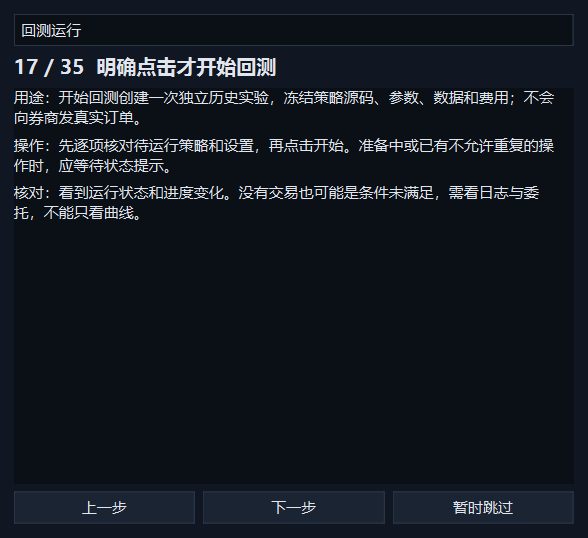 回测运行
17 / 35  明确点击才开始回测
用途：开始回测创建一次独立历史实验，冻结策略源码、参数、数据和费用；不会
向券商发真实订单。
操作：先逐项核对待运行策略和设置，再点击开始。准备中或已有不允许重复的操
作时，应等待状态提示。
核对：看到运行状态和进度变化。没有交易也可能是条件未满足，需看日志与委
托，不能只看曲线。
上一步
下一步
暂时跳过